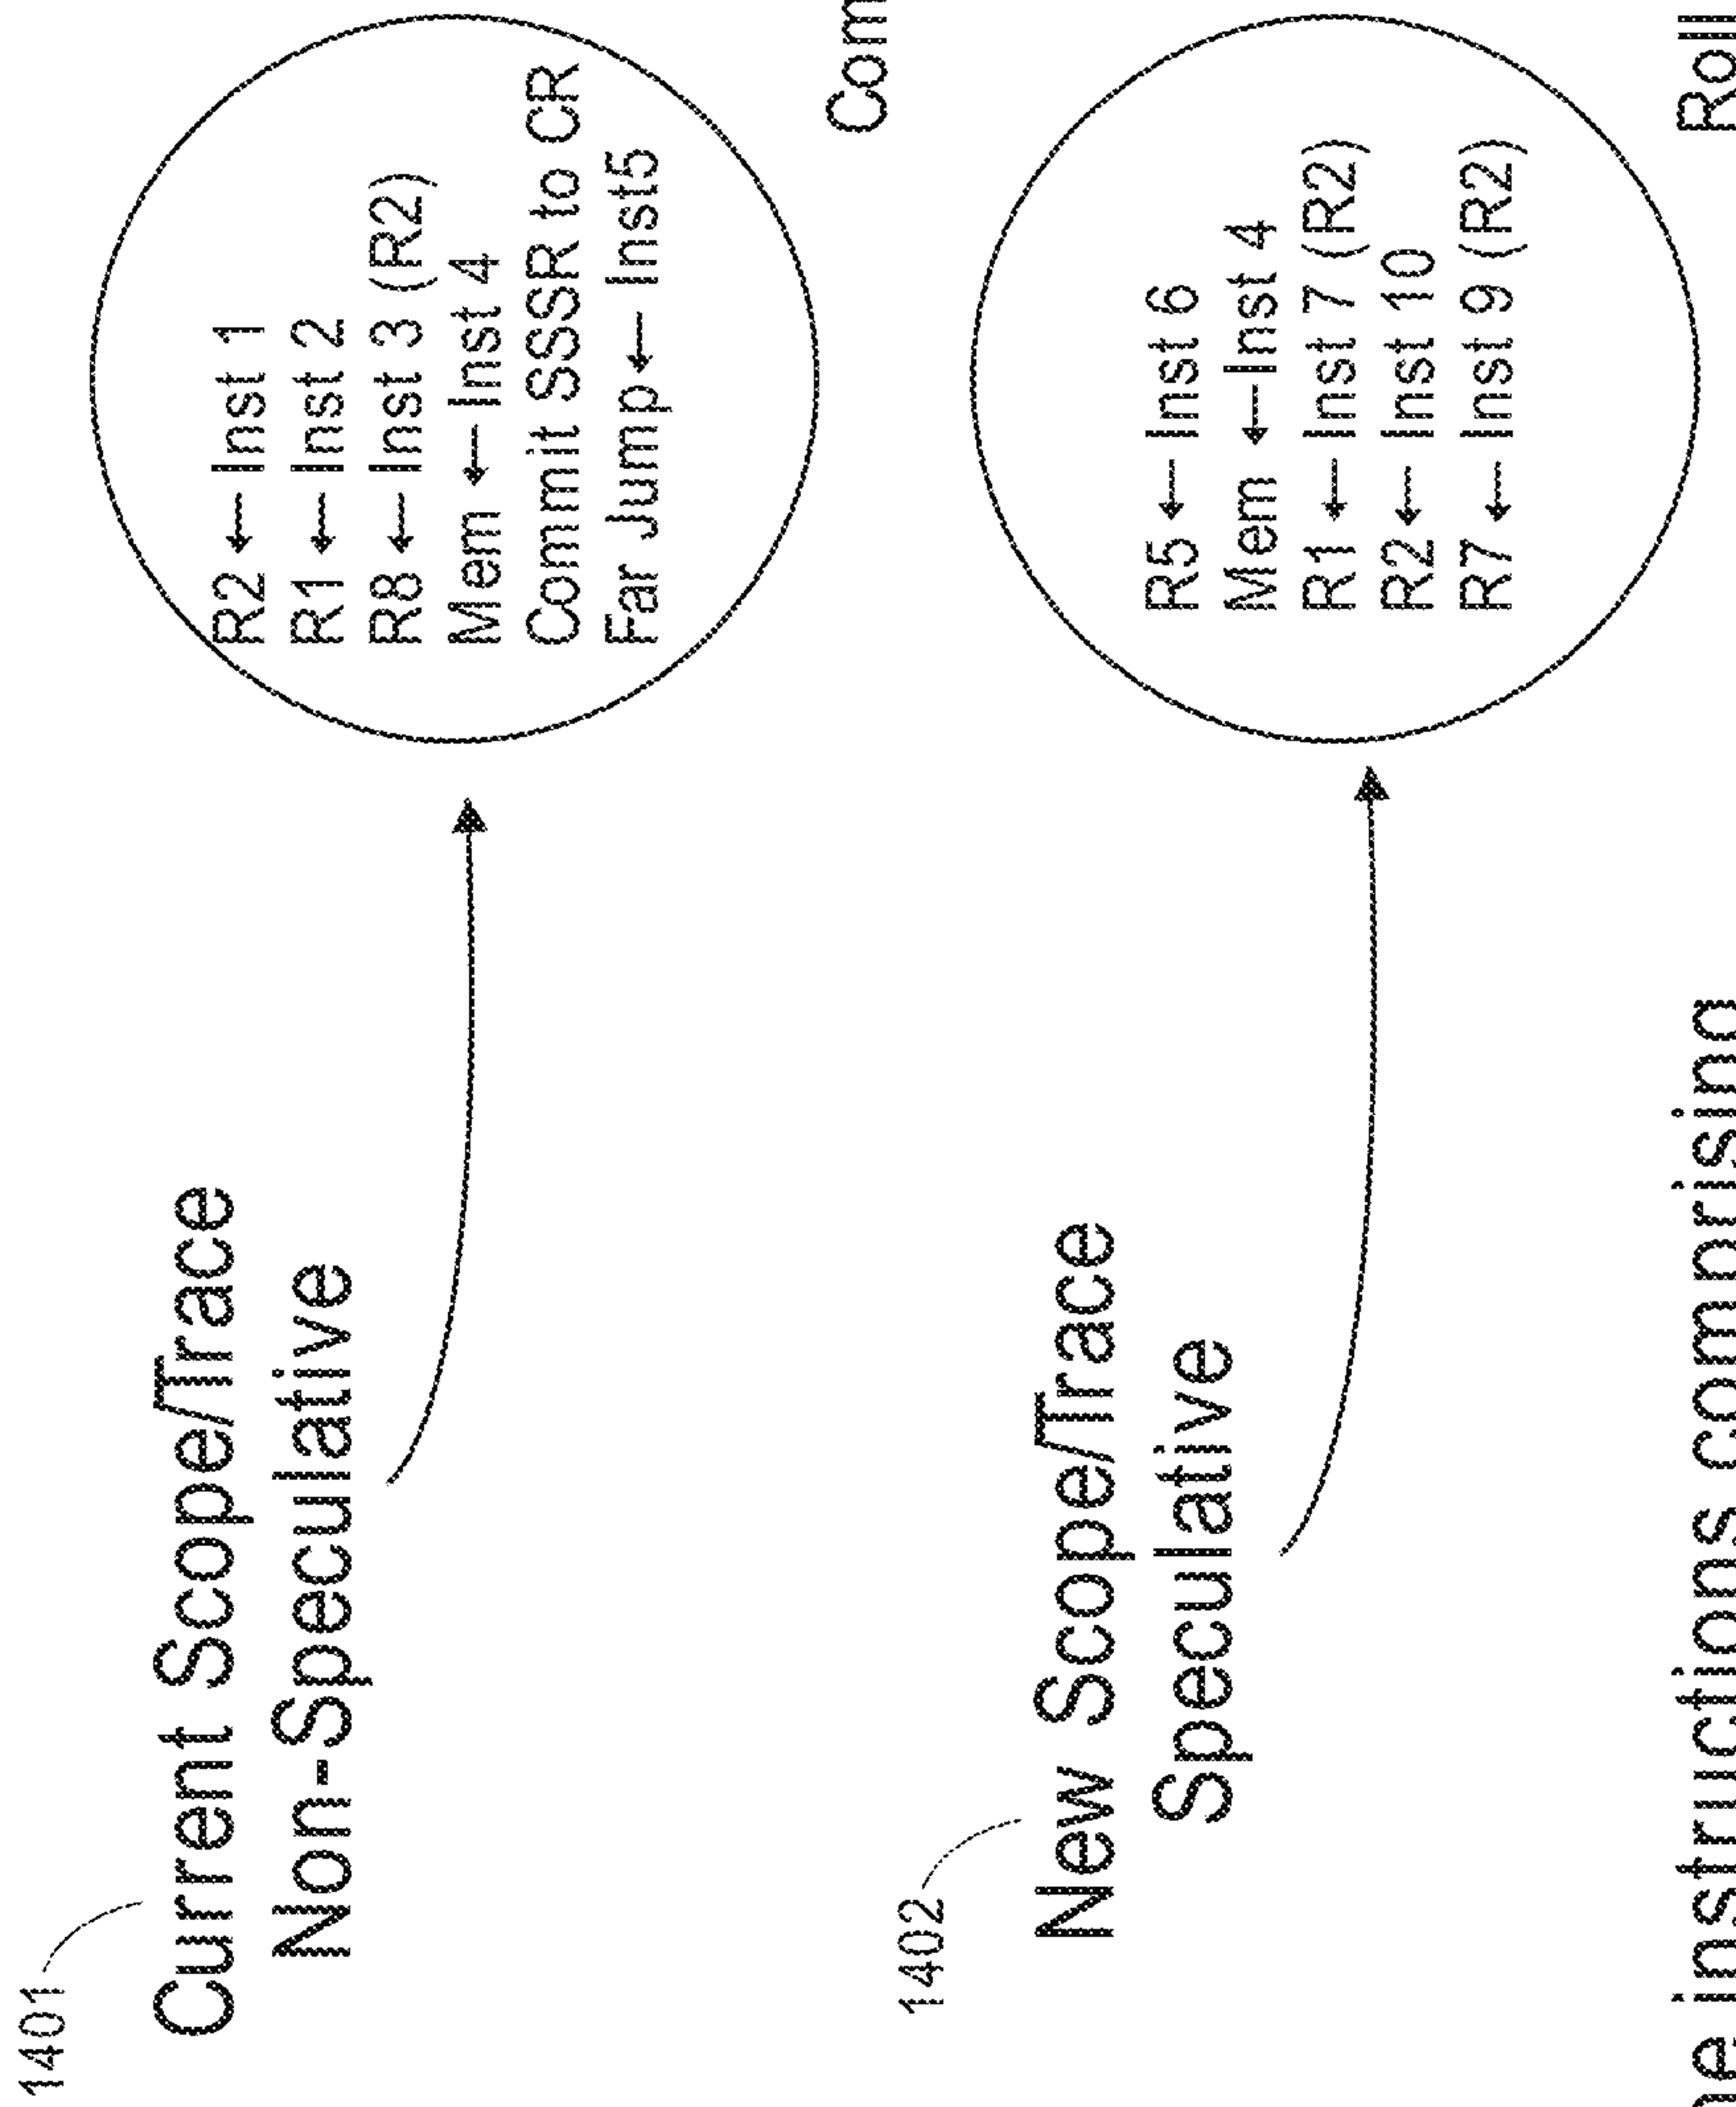 1401
Current Scope/Trace
Non-Speculative
R2 ← Inst 1
R1 ← Inst 2
R8 ← Inst 3 (R2)
Mem ← Inst 4
Commit SSSR to CR
Far Jump ← Inst5
1402
New Scope/Trace
Speculative
R5 ← Inst 6
Mem ← Inst 4
R1 ← Inst 7 (R2)
R2 ← Inst 10
R7 ← Inst 9 (R2)
instructions comprising